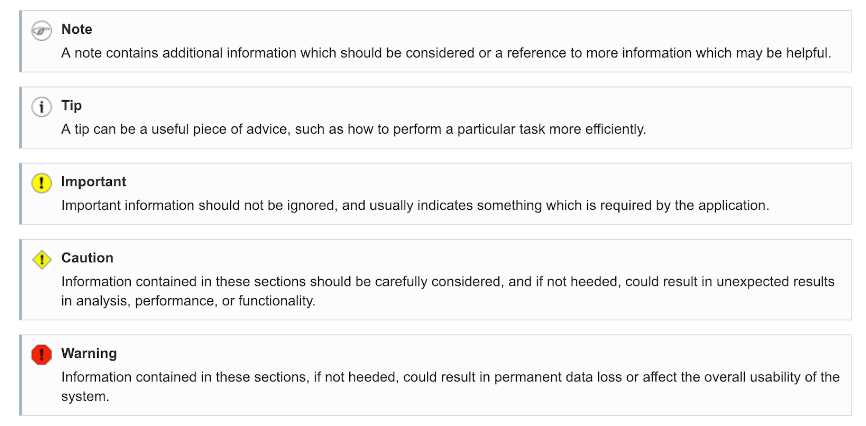 Note
A note contains additional information which should be considered or a reference to more information which may be helpful.
Tip
A tip can be a useful piece of advice, such as how to perform a particular task more efficiently.
Important
Important information should not be ignored, and usually indicates something which is required by the application.
Caution
Information contained in these sections should be carefully considered, and if not heeded, could result in unexpected results
in analysis, performance, or functionality.
Warning
Information contained in these sections, if not heeded, could result in permanent data loss or affect the overall usability of the
system.